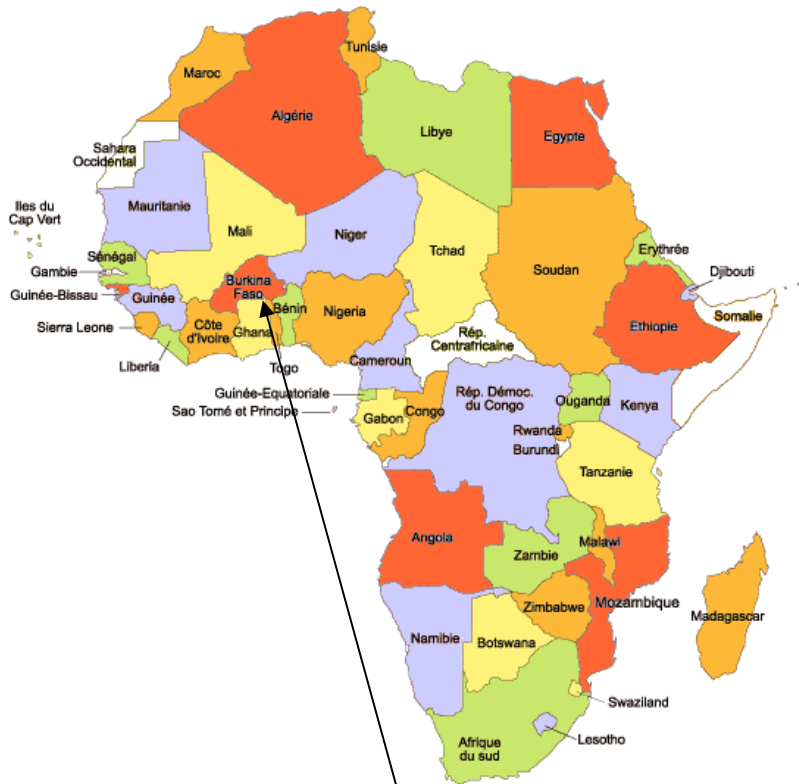 Tunisie
Maroc
Algérie
Libye
Egypte
Sahara
Occidental
Mauritanie
Iles du
Cap Vert
Mali
Niger
Tchad
Soudan
Erythrée
Sénégal
Gambie
Djibouti
Burkina
Faso
Guinée-Bissau
Guinée
Bénin
Nigeria
Somalie
Ethiopie
Sierra Leone
Côte
d'Ivoire
Ghana
Rép.
Centrafricaine
Liberia
Togo
Cameroun
Guinée-Equatoriale
Rép. Démoc.
du Congo
Ouganda
Kenya
Sao Tomé et Principe
Gabon
Congo
Rwanda
Burundi
Tanzanie
Angola
Zambie
Malawi
Zimbabwe
Mozambique
Madagascar
Namibie
Botswana
Swaziland
Lesotho
Afrique
du sud